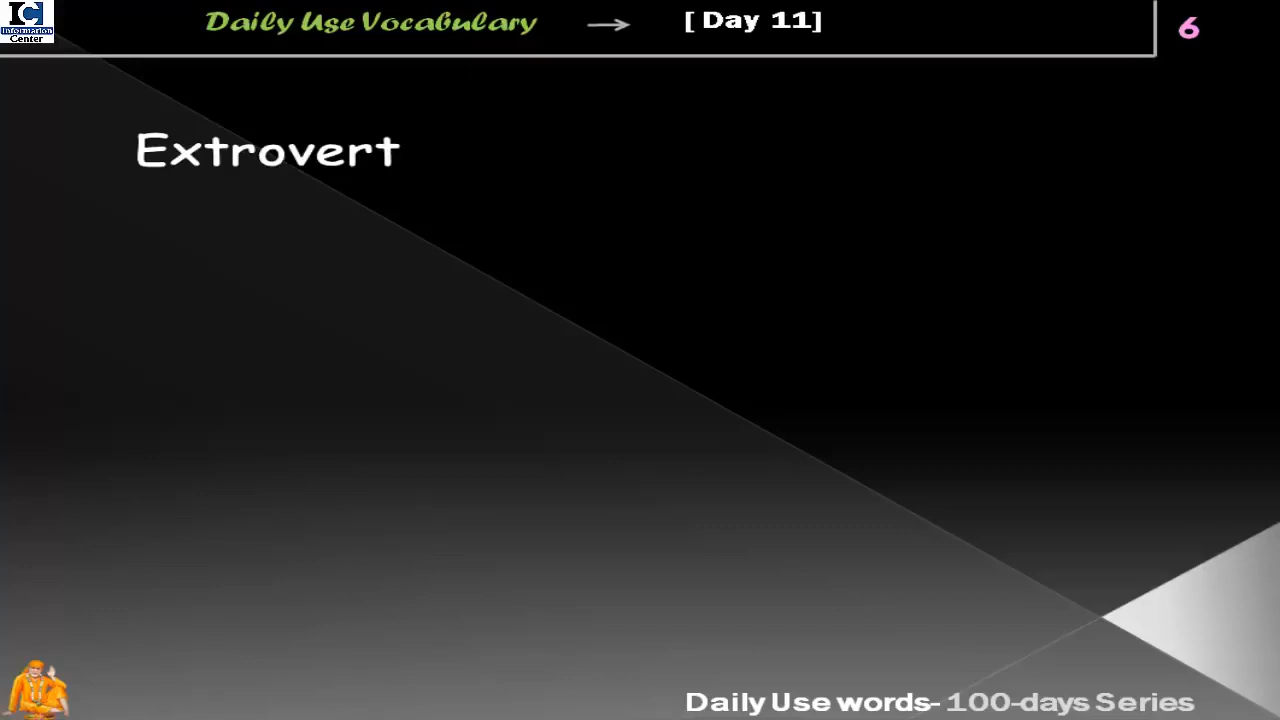 IC
Information
Center
Daily Use Vocabulary → [ Day 11]
6
Extrovert
Daily Use words- 100-days Series